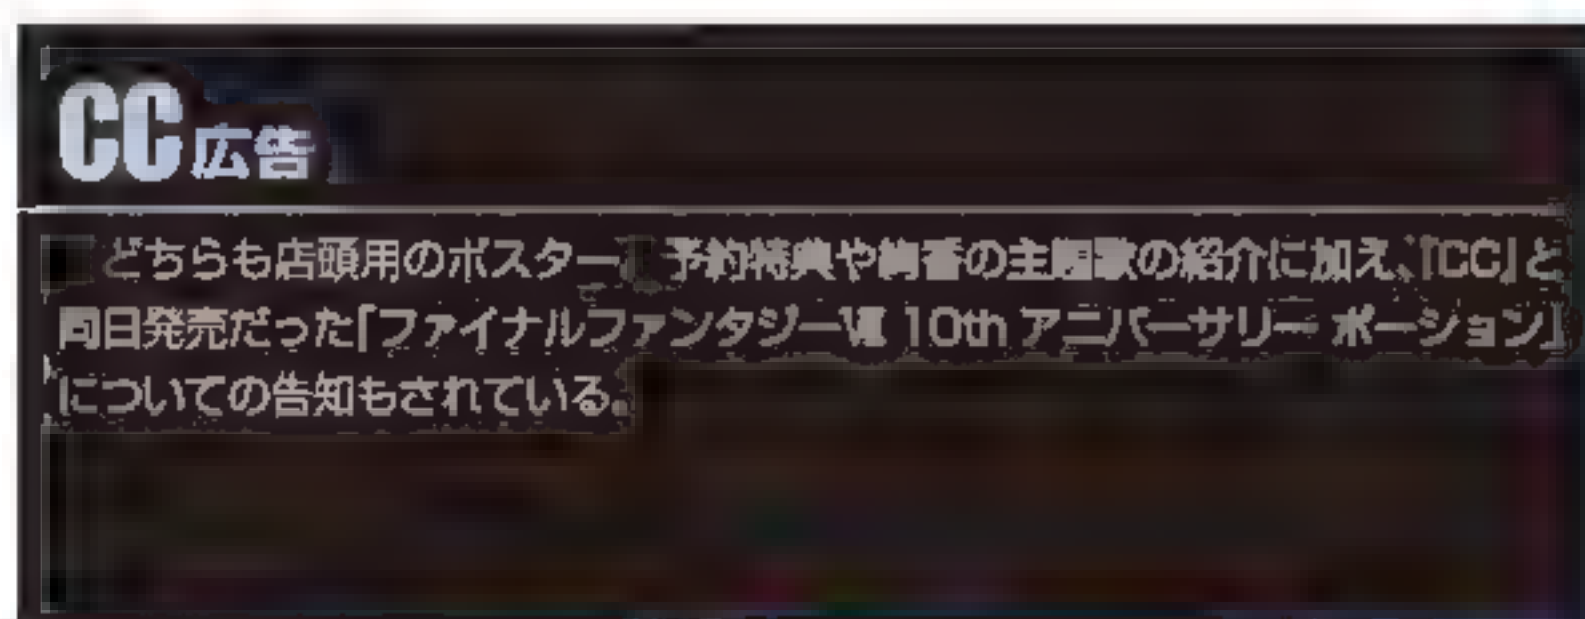 CC広告
どちらも店頭用のポスター。予約特典や絢香の主題歌の紹介に加え、『CC』と
同日発売だった「ファイナルファンタジーⅦ 10th アニバーサリー ポーション」
についての告知もされている。